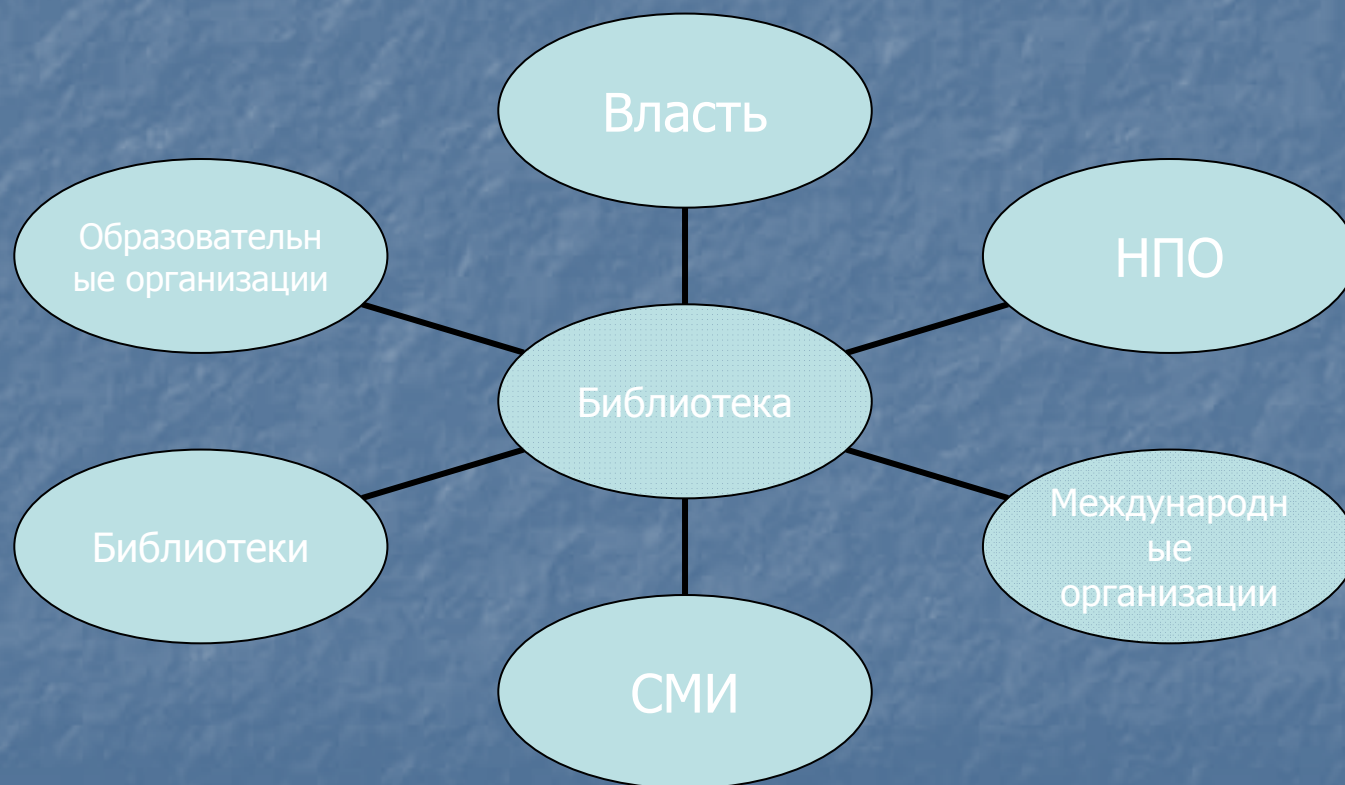 Власть
Образовательн
ые организации
НПО
Библиотека
Библиотеки
Международн
ые
организации
СМИ